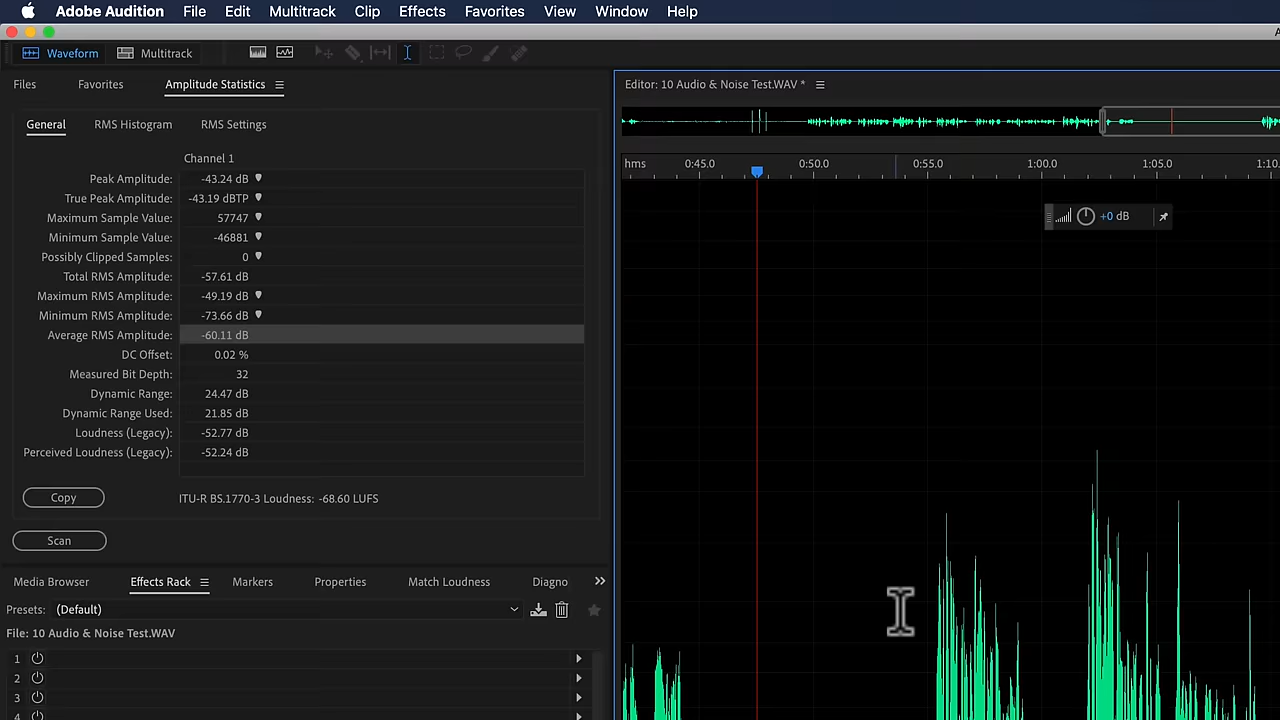 Adobe Audition File Edit Multitrack Clip Effects Favorites View Window Help
Waveform Multitrack
Files Favorites Amplitude Statistics
Editor: 10 Audio & Noise Test.WAV *
General RMS Histogram RMS Settings
hms 0:45.0 0:50.0 0:55.0 1:00.0 1:05.0
Channel 1
Peak Amplitude: -43.24 dB
True Peak Amplitude: -43.19 dBTP
Maximum Sample Value: 57747
+0 dB
Minimum Sample Value: -46881
Possibly Clipped Samples: 0
Total RMS Amplitude: -57.61 dB
Maximum RMS Amplitude: -49.19 dB
Minimum RMS Amplitude: -73.66 dB
Average RMS Amplitude: -60.11 dB
DC Offset: 0.02 %
Measured Bit Depth: 32
Dynamic Range: 24.47 dB
Dynamic Range Used: 21.85 dB
Loudness (Legacy): -52.77 dB
Perceived Loudness (Legacy): -52.24 dB
Copy ITU-R BS.1770-3 Loudness: -68.60 LUFS
Scan
Media Browser Effects Rack Markers Properties Match Loudness Diagno
Presets: (Default)
File: 10 Audio & Noise Test.WAV
1
2
3
4